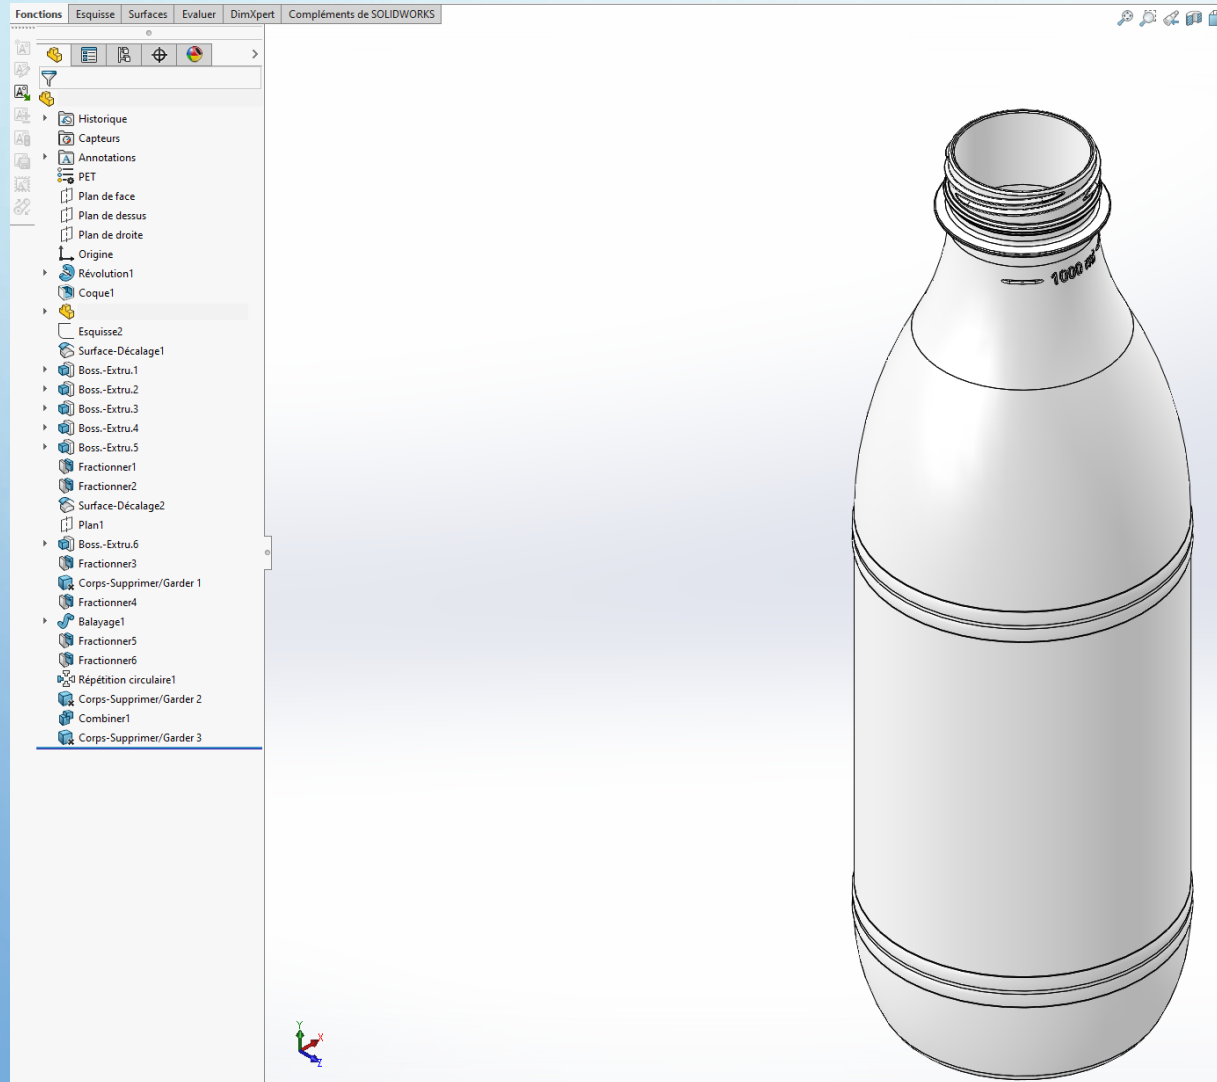 Fonctions Esquisse Surfaces Evaluer DimXpert Compléments de SOLIDWORKS
Historique
Capteurs
Annotations
PET
Plan de face
Plan de dessus
Plan de droite
Origine
Révolution1
Coque1
Esquisse2
Surface-Décalage1
Boss.-Extru.1
Boss.-Extru.2
Boss.-Extru.3
Boss.-Extru.4
Boss.-Extru.5
Fractionner1
Fractionner2
Surface-Décalage2
Plan1
Boss.-Extru.6
Fractionner3
Corps-Supprimer/Garder 1
Fractionner4
Balayage1
Fractionner5
Fractionner6
Répétition circulaire1
Corps-Supprimer/Garder 2
Combiner1
Corps-Supprimer/Garder 3
1000 ml
Y
X
Z